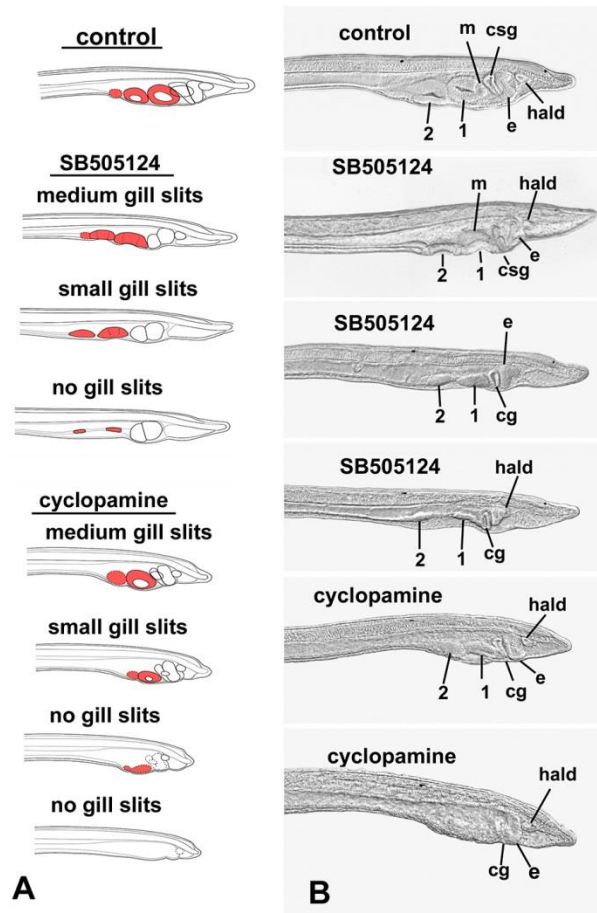 control
SB505124
medium gill slits
small gill slits
no gill slits
cyclopamine
medium gill slits
small gill slits
no gill slits
no gill slits
A
control
m
csg
2
1
e
hald
SB505124
m
hald
2
1
csg
e
SB505124
e
2
1
cg
SB505124
hald
2
1
cg
cyclopamine
hald
2
1
cg
e
cyclopamine
hald
cg
e
B